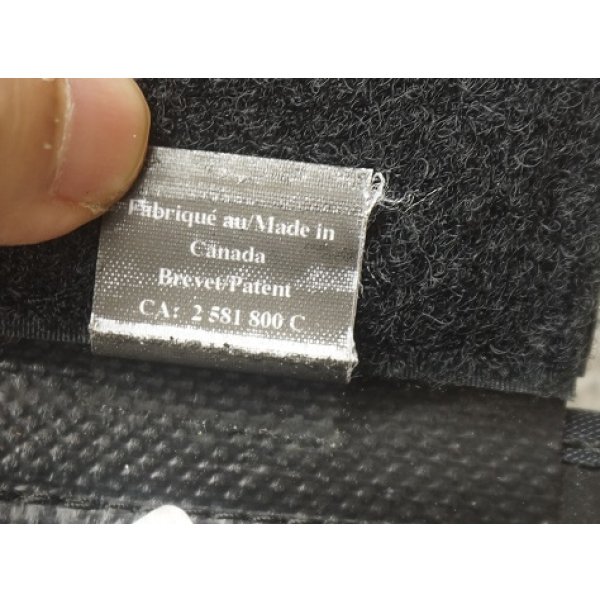 Fabriqué au/Made in
Canada
Brevet/Patent
CA: 2 581 800 C